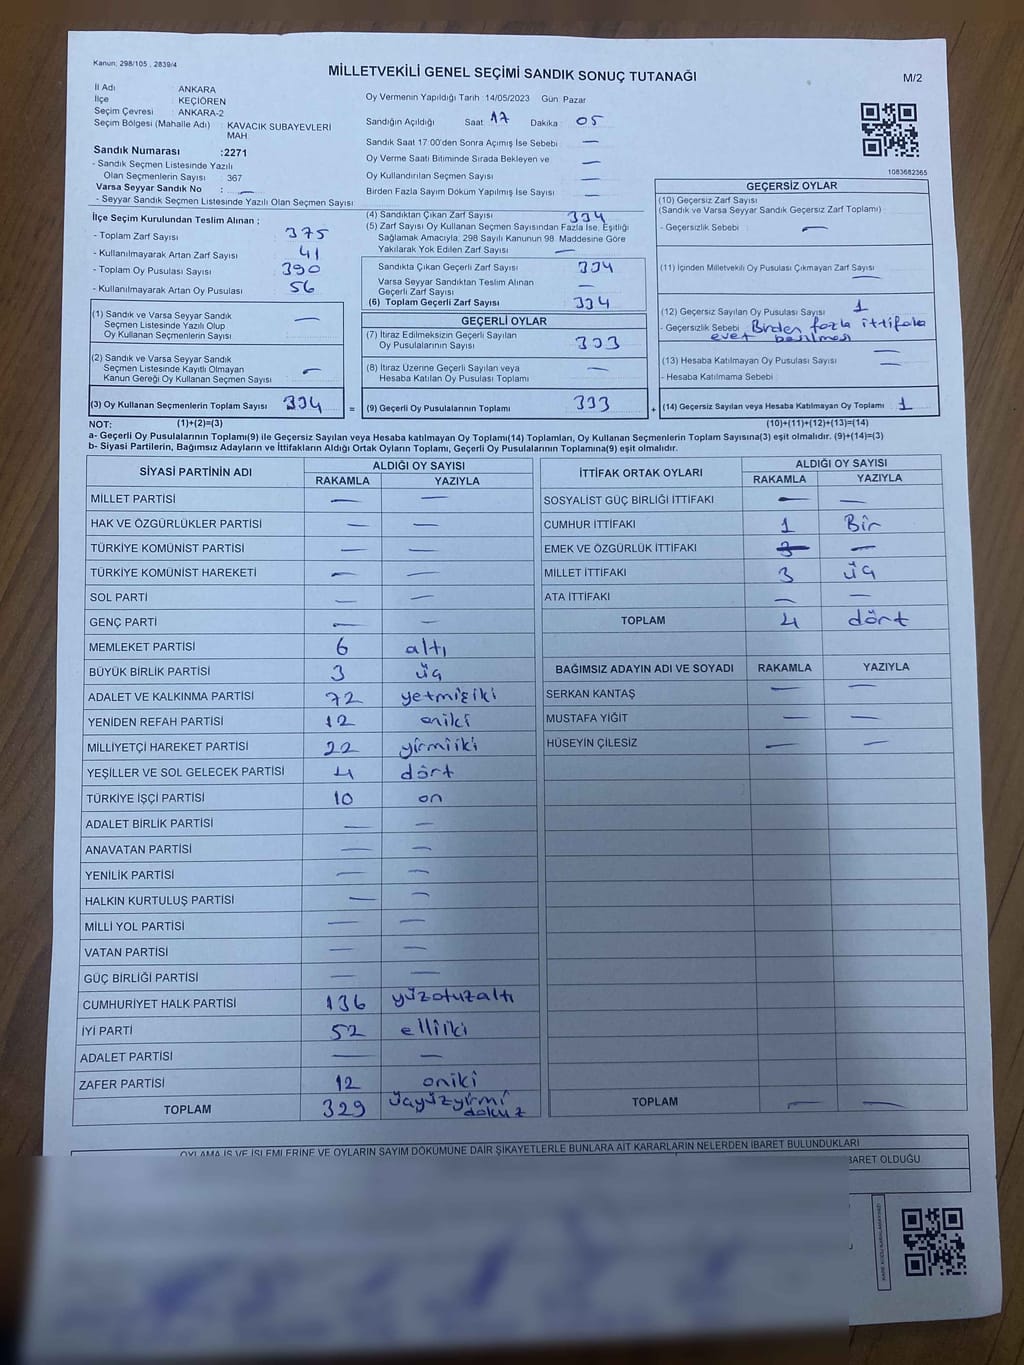 Kanun: 298/105 , 2839/4
MİLLETVEKİLİ GENEL SEÇİMİ SANDIK SONUÇ TUTANAĞI
M/2
İl Adı : ANKARA
İlçe : KEÇİÖREN
Seçim Çevresi : ANKARA-2
Seçim Bölgesi (Mahalle Adı) : KAVACIK SUBAYEVLERİ
MAH.
Sandık Numarası :2271
- Sandık Seçmen Listesinde Yazılı
Olan Seçmenlerin Sayısı : 367
Varsa Seyyar Sandık No : —
- Seyyar Sandık Seçmen Listesinde Yazılı Olan Seçmen Sayısı :
Oy Vermenin Yapıldığı Tarih : 14/05/2023 Gün: Pazar
Sandığın Açıldığı Saat : 17 Dakika : 05
Sandık Saat 17:00'den Sonra Açımış İse Sebebi —
Oy Verme Saati Bitiminde Sırada Bekleyen ve —
Oy Kullandırılan Seçmen Sayısı —
Birden Fazla Sayım Döküm Yapılmış İse Sayısı —
1083682365
İlçe Seçim Kurulundan Teslim Alınan ;
- Toplam Zarf Sayısı 375
- Kullanılmayarak Artan Zarf Sayısı 41
- Toplam Oy Pusulası Sayısı 390
- Kullanılmayarak Artan Oy Pusulası 56
(1) Sandık ve Varsa Seyyar Sandık
Seçmen Listesinde Yazılı Olup
Oy Kullanan Seçmenlerin Sayısı —
(2) Sandık ve Varsa Seyyar Sandık
Seçmen Listesinde Kayıtlı Olmayan
Kanun Gereği Oy Kullanan Seçmen Sayısı —
(3) Oy Kullanan Seçmenlerin Toplam Sayısı 334 =
(1)+(2)=(3)
(4) Sandıktan Çıkan Zarf Sayısı 334
(5) Zarf Sayısı Oy Kullanan Seçmen Sayısından Fazla İse, Eşitliği
Sağlamak Amacıyla; 298 Sayılı Kanunun 98. Maddesine Göre
Yakılarak Yok Edilen Zarf Sayısı —
Sandıkta Çıkan Geçerli Zarf Sayısı 334
Varsa Seyyar Sandıktan Teslim Alınan
Geçerli Zarf Sayısı —
(6) Toplam Geçerli Zarf Sayısı 334
GEÇERLİ OYLAR
(7) İtiraz Edilmeksizin Geçerli Sayılan
Oy Pusulalarının Sayısı 333
(8) İtiraz Üzerine Geçerli Sayılan veya
Hesaba Katılan Oy Pusulası Toplamı —
(9) Geçerli Oy Pusulalarının Toplamı 333 +
GEÇERSİZ OYLAR
(10) Geçersiz Zarf Sayısı
(Sandık ve Varsa Seyyar Sandık Geçersiz Zarf Toplamı)
- Geçersizlik Sebebi : —
(11) İçinden Milletvekili Oy Pusulası Çıkmayan Zarf Sayısı —
(12) Geçersiz Sayılan Oy Pusulası Sayısı 1
- Geçersizlik Sebebi : Birden fazla ittifaka
evet basılması
(13) Hesaba Katılmayan Oy Pusulası Sayısı —
- Hesaba Katılmama Sebebi : —
(14) Geçersiz Sayılan veya Hesaba Katılmayan Oy Toplamı 1
(10)+(11)+(12)+(13)=(14)
NOT:
a- Geçerli Oy Pusulalarının Toplamı(9) ile Geçersiz Sayılan veya Hesaba katılmayan Oy Toplamı(14) Toplamları, Oy Kullanan Seçmenlerin Toplam Sayısına(3) eşit olmalıdır. (9)+(14)=(3)
b- Siyasi Partilerin, Bağımsız Adayların ve İttifakların Aldığı Ortak Oyların Toplamı, Geçerli Oy Pusulalarının Toplamına(9) eşit olmalıdır.
SİYASİ PARTİNİN ADI ALDIĞI OY SAYISI
RAKAMLA YAZIYLA
MİLLET PARTİSİ — —
HAK VE ÖZGÜRLÜKLER PARTİSİ — —
TÜRKİYE KOMÜNİST PARTİSİ — —
TÜRKİYE KOMÜNİST HAREKETİ — —
SOL PARTİ — —
GENÇ PARTİ — —
MEMLEKET PARTİSİ 6 altı
BÜYÜK BİRLİK PARTİSİ 3 üç
ADALET VE KALKINMA PARTİSİ 72 yetmişiki
YENİDEN REFAH PARTİSİ 12 oniki
MİLLİYETÇİ HAREKET PARTİSİ 22 yirmiiki
YEŞİLLER VE SOL GELECEK PARTİSİ 4 dört
TÜRKİYE İŞÇİ PARTİSİ 10 on
ADALET BİRLİK PARTİSİ — —
ANAVATAN PARTİSİ — —
YENİLİK PARTİSİ — —
HALKIN KURTULUŞ PARTİSİ — —
MİLLİ YOL PARTİSİ — —
VATAN PARTİSİ — —
GÜÇ BİRLİĞİ PARTİSİ — —
CUMHURİYET HALK PARTİSİ 136 yüzotuzaltı
İYİ PARTİ 52 elliiki
ADALET PARTİSİ — —
ZAFER PARTİSİ 12 oniki
TOPLAM 329 üçyüzyirmi
dokuz
İTTİFAK ORTAK OYLARI ALDIĞI OY SAYISI
RAKAMLA YAZIYLA
SOSYALİST GÜÇ BİRLİĞİ İTTİFAKI — —
CUMHUR İTTİFAKI 1 Bir
EMEK VE ÖZGÜRLÜK İTTİFAKI 3 —
MİLLET İTTİFAKI 3 üç
ATA İTTİFAKI — —
TOPLAM 4 dört
BAĞIMSIZ ADAYIN ADI VE SOYADI RAKAMLA YAZIYLA
SERKAN KANTAŞ — —
MUSTAFA YİĞİT — —
HÜSEYİN ÇİLESİZ — —
TOPLAM — —
OYLAMA İŞ VE İŞLEMLERİNE VE OYLARIN SAYIM DÖKÜMÜNE DAİR ŞİKAYETLERLE BUNLARA AİT KARARLARIN NELERDEN İBARET BULUNDUKLARI
BARET OLDUĞU